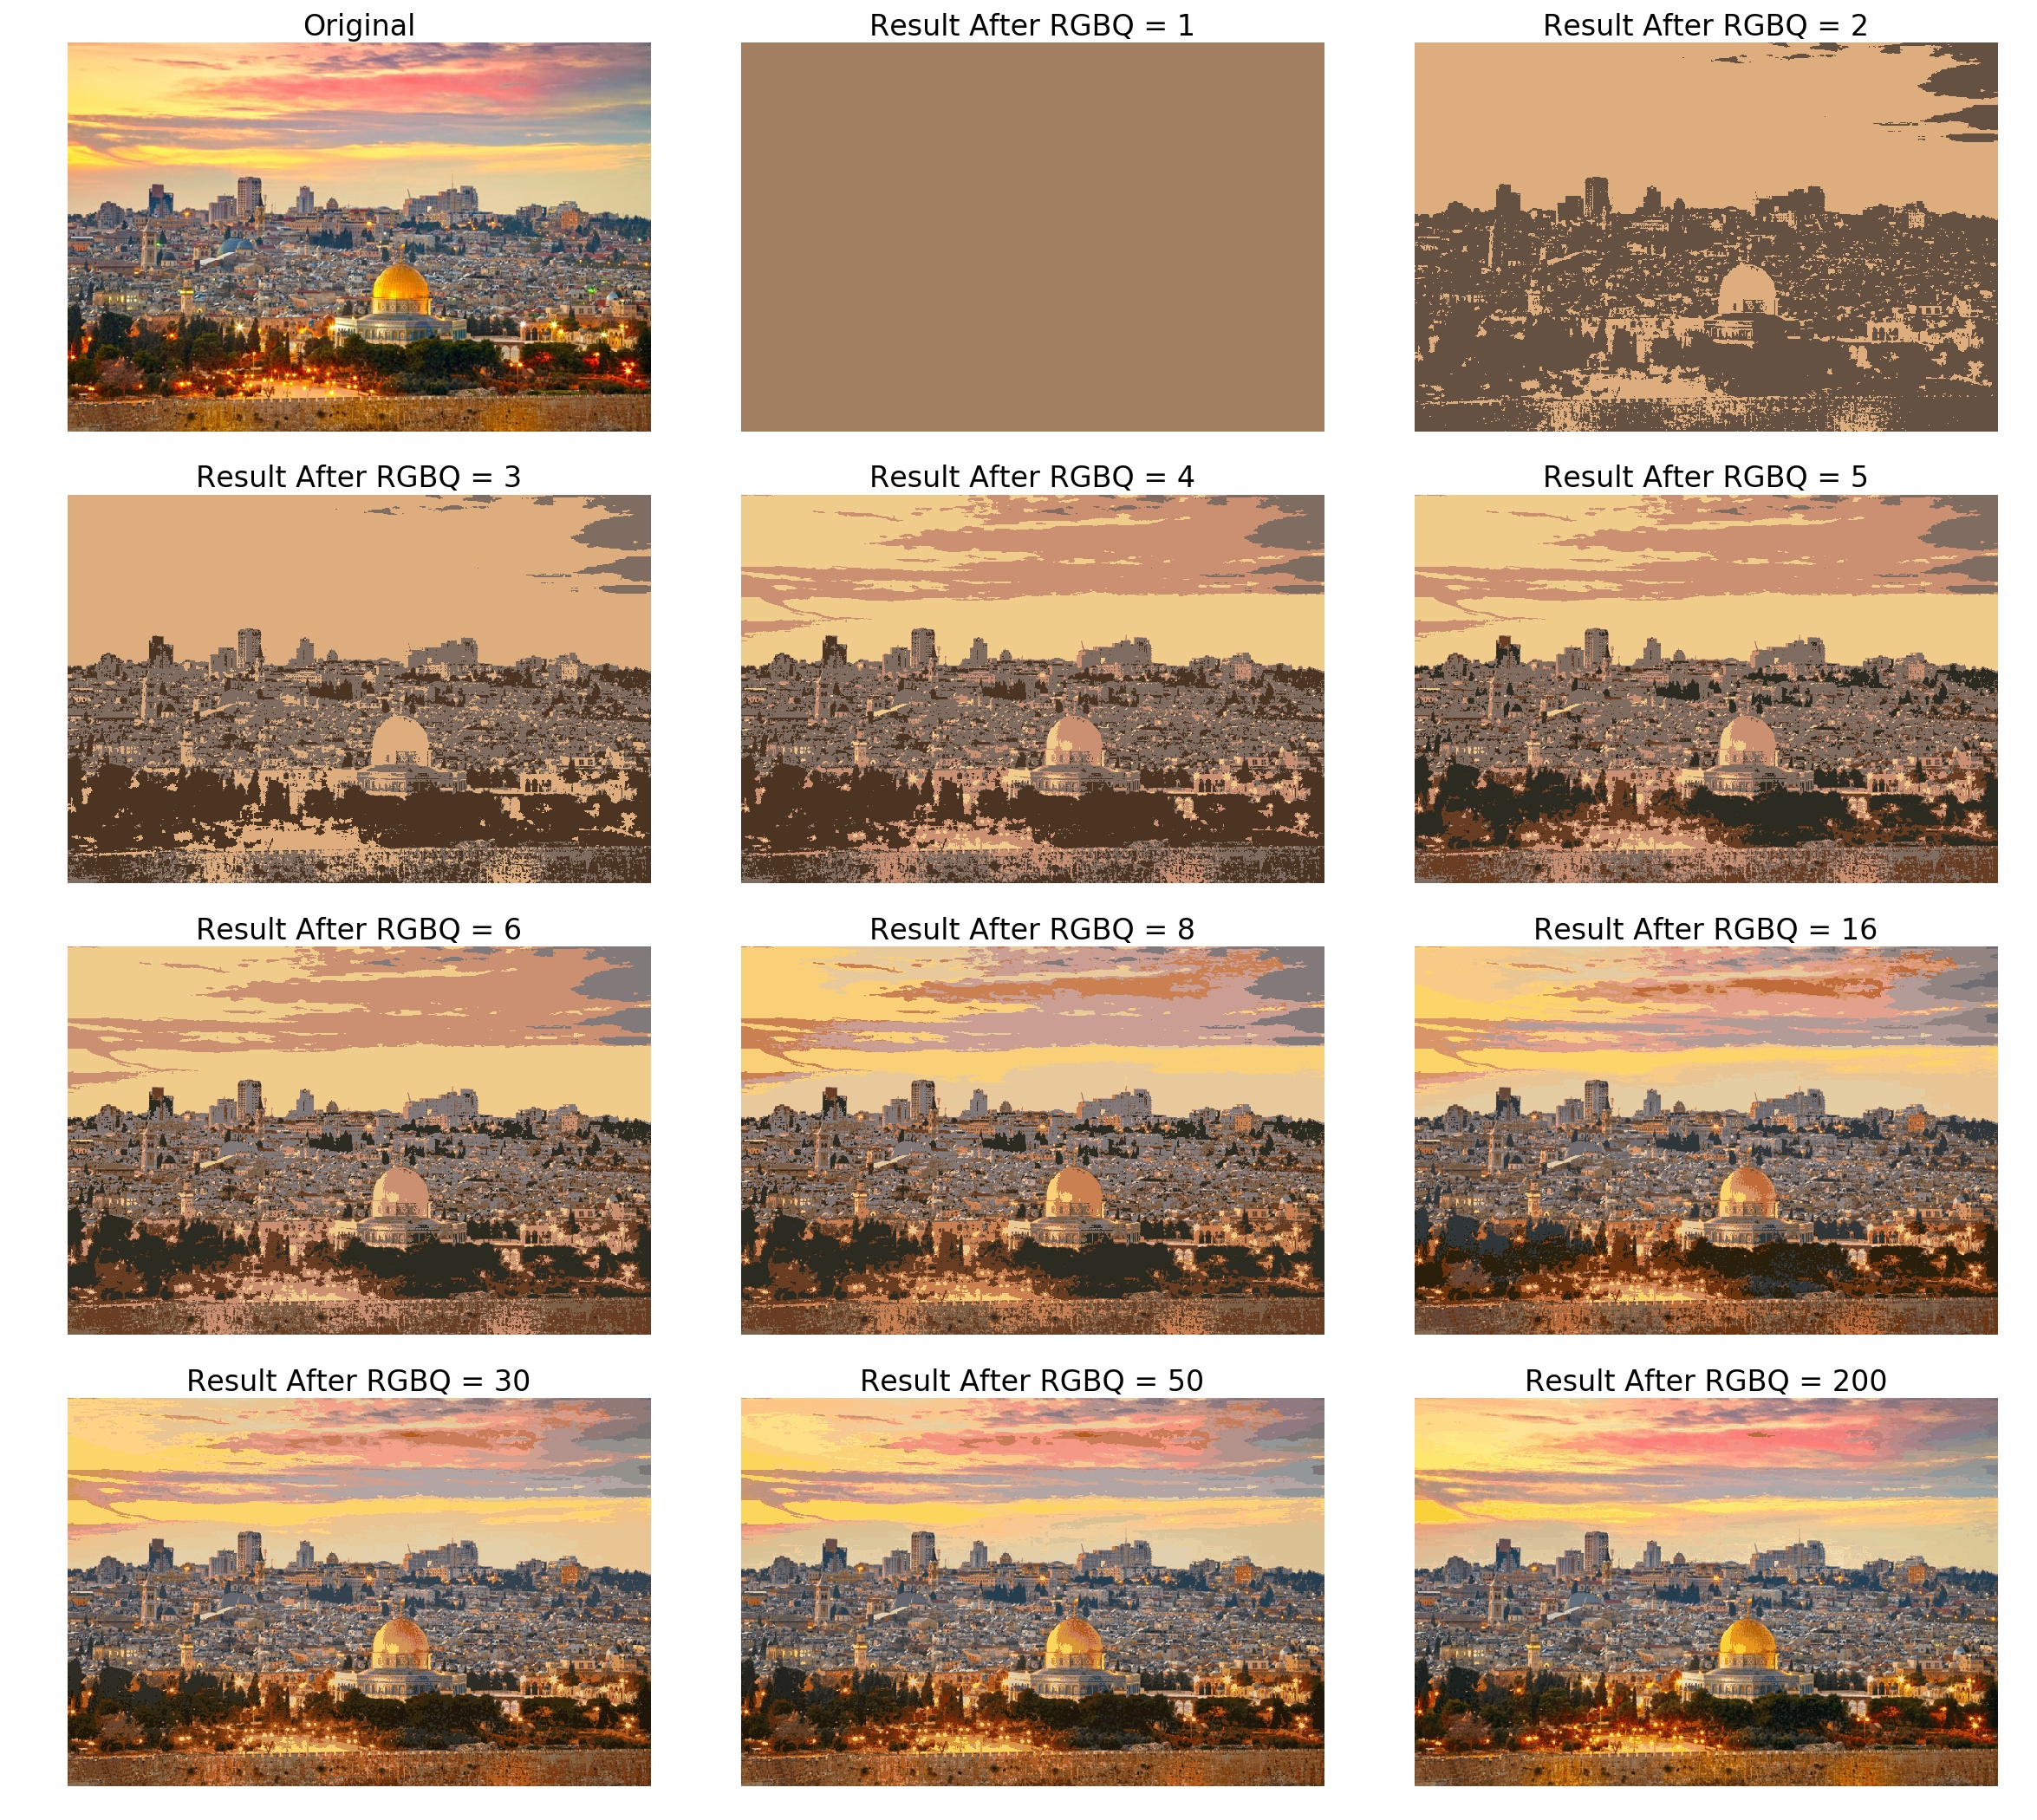 Original
Result After RGBQ = 1
Result After RGBQ = 2
Result After RGBQ = 3
Result After RGBQ = 4
Result After RGBQ = 5
Result After RGBQ = 6
Result After RGBQ = 8
Result After RGBQ = 16
Result After RGBQ = 30
Result After RGBQ = 50
Result After RGBQ = 200